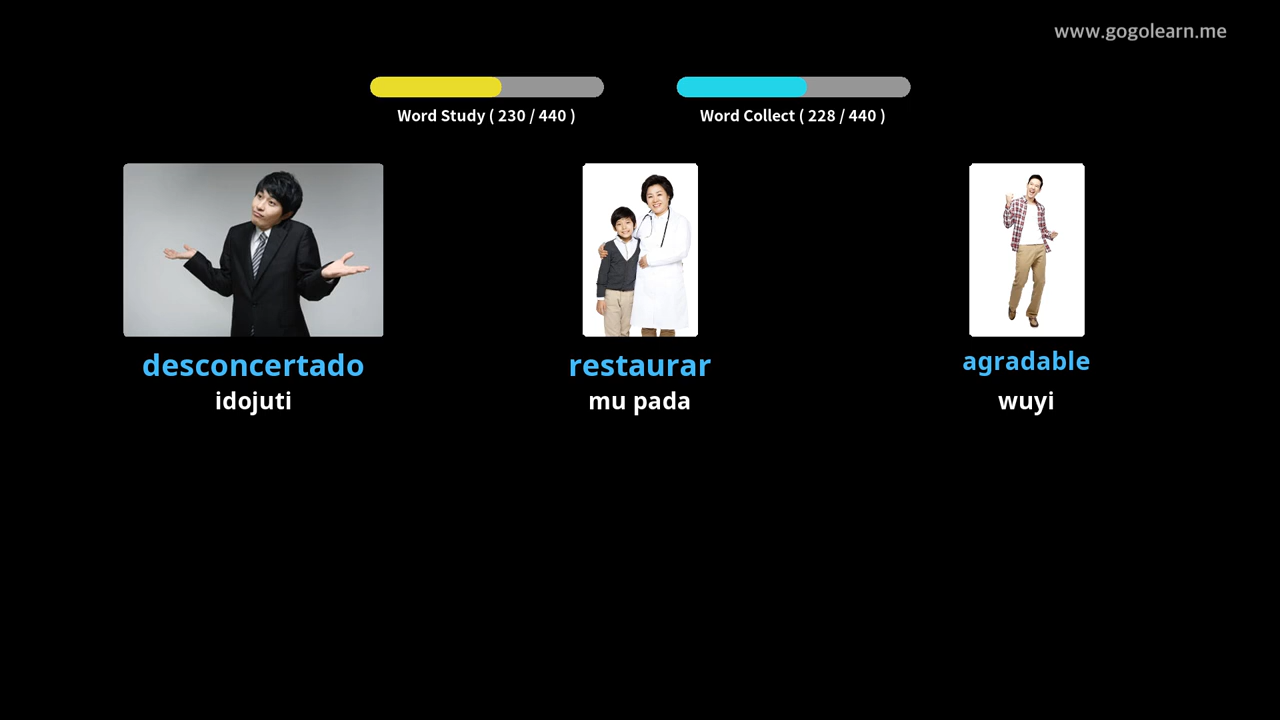 www.gogolearn.me
Word Study ( 230 / 440 )
Word Collect ( 228 / 440 )
desconcertado
restaurar
agradable
idojuti
mu pada
wuyi